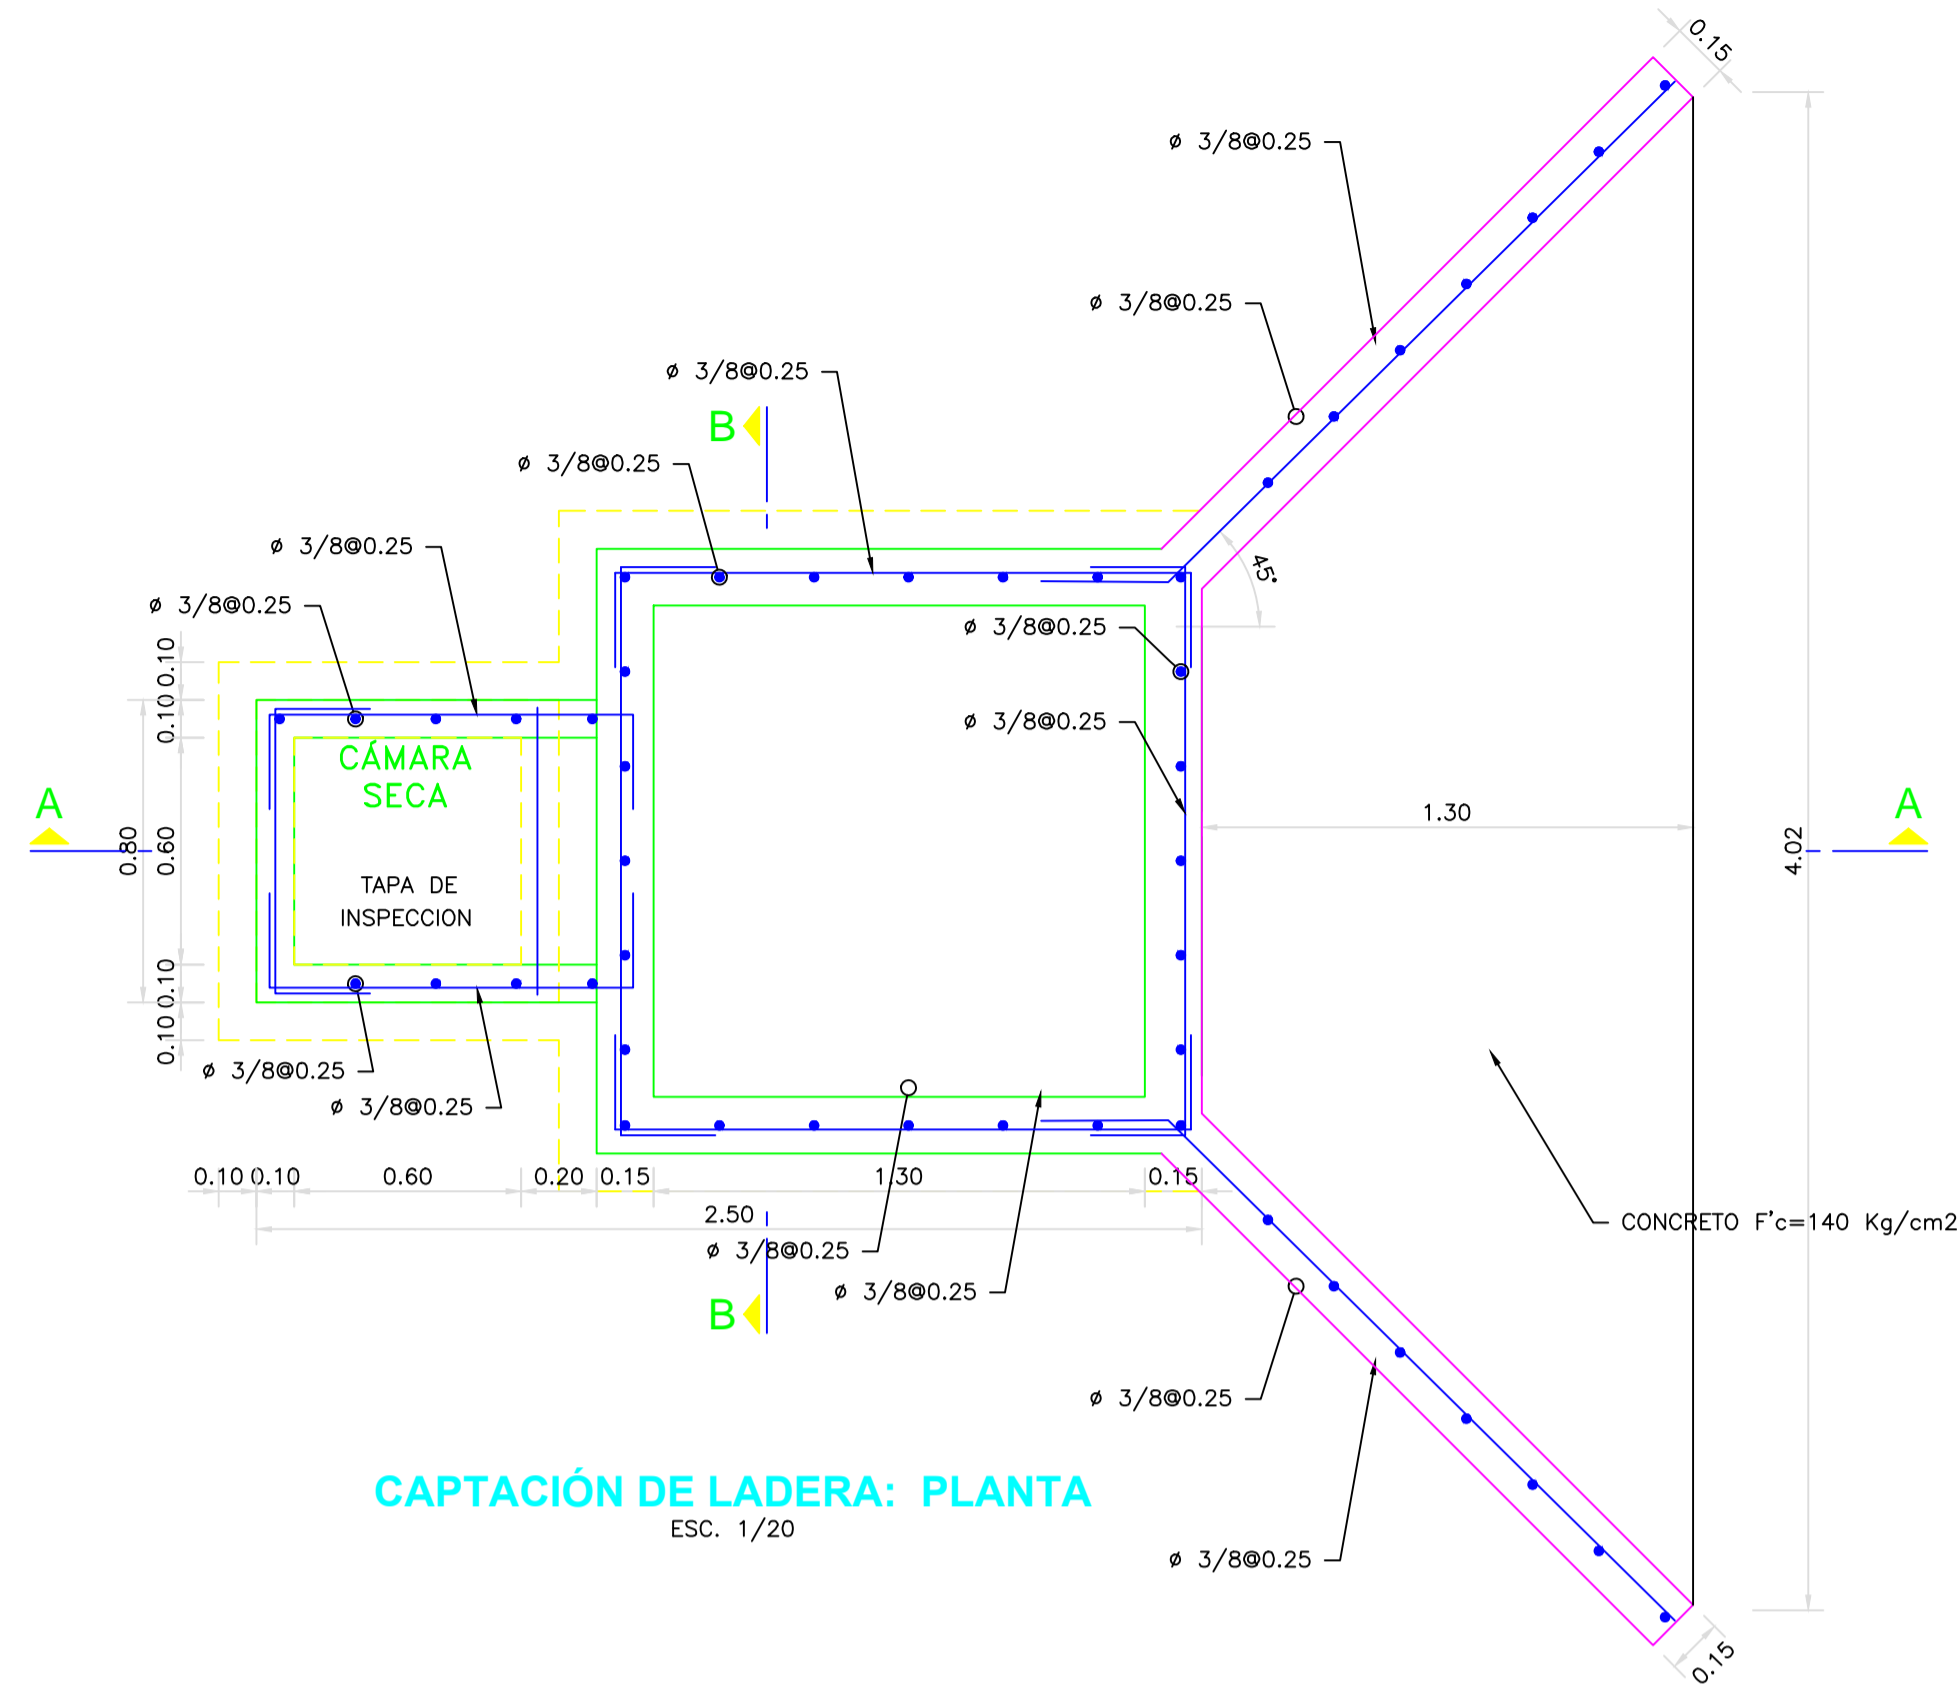 0.15
ø 3/8@0.25
ø 3/8@0.25
ø 3/8@0.25
B
ø 3/8@0.25
ø 3/8@0.25
45°
ø 3/8@0.25
ø 3/8@0.25
0.10
0.10
ø 3/8@0.25
CÁMARA
SECA
A
A
1.30
0.80
0.60
4.02
TAPA DE
INSPECCION
0.10
0.10
ø 3/8@0.25
ø 3/8@0.25
0.10
0.10
0.60
0.20
0.15
1.30
0.15
2.50
CONCRETO F'c=140 Kg/cm2
ø 3/8@0.25
ø 3/8@0.25
B
ø 3/8@0.25
CAPTACIÓN DE LADERA: PLANTA
ESC. 1/20
ø 3/8@0.25
0.15